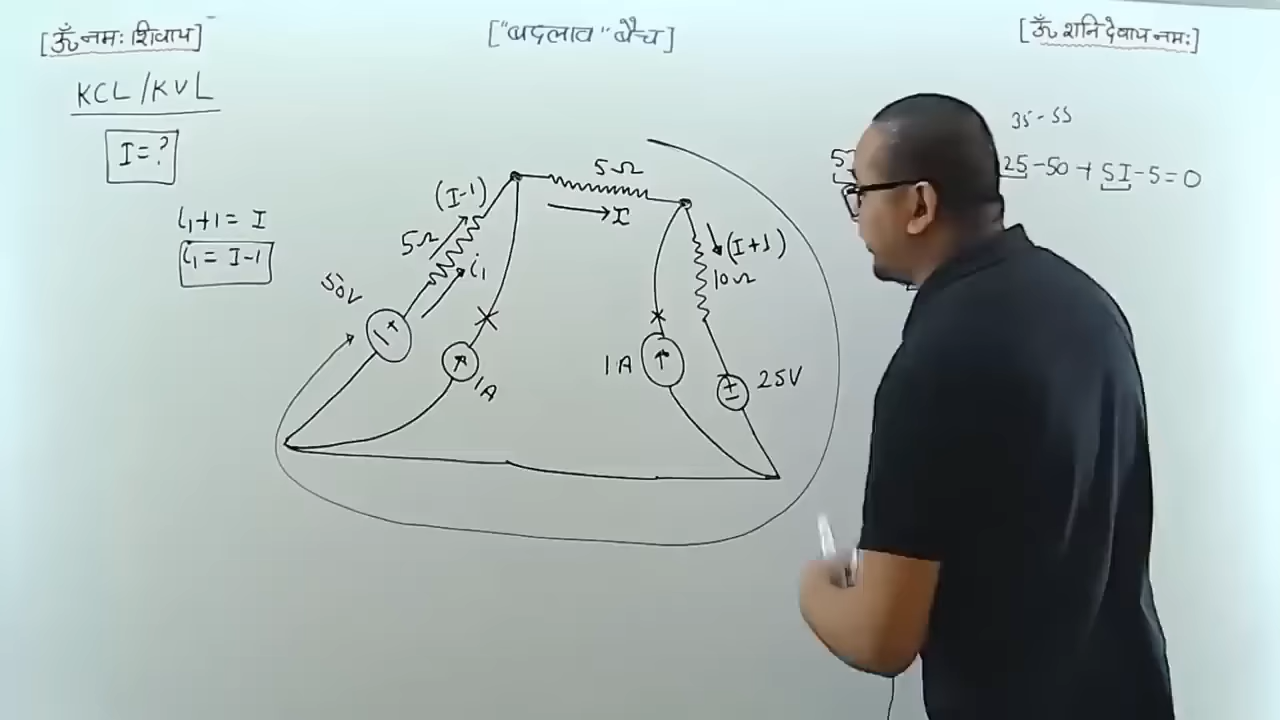 [ॐ नमः शिवाय]
["बदलाव" बैच]
[ॐ शनि देवाय नमः]
KCL/KVL
I=?
i₁+1 = I
i₁ = I-1
35-55
25-50+5I-5=0
5Ω
I
(I-1)
5Ω
i₁
50V
1A
(I+1)
10Ω
1A
25V